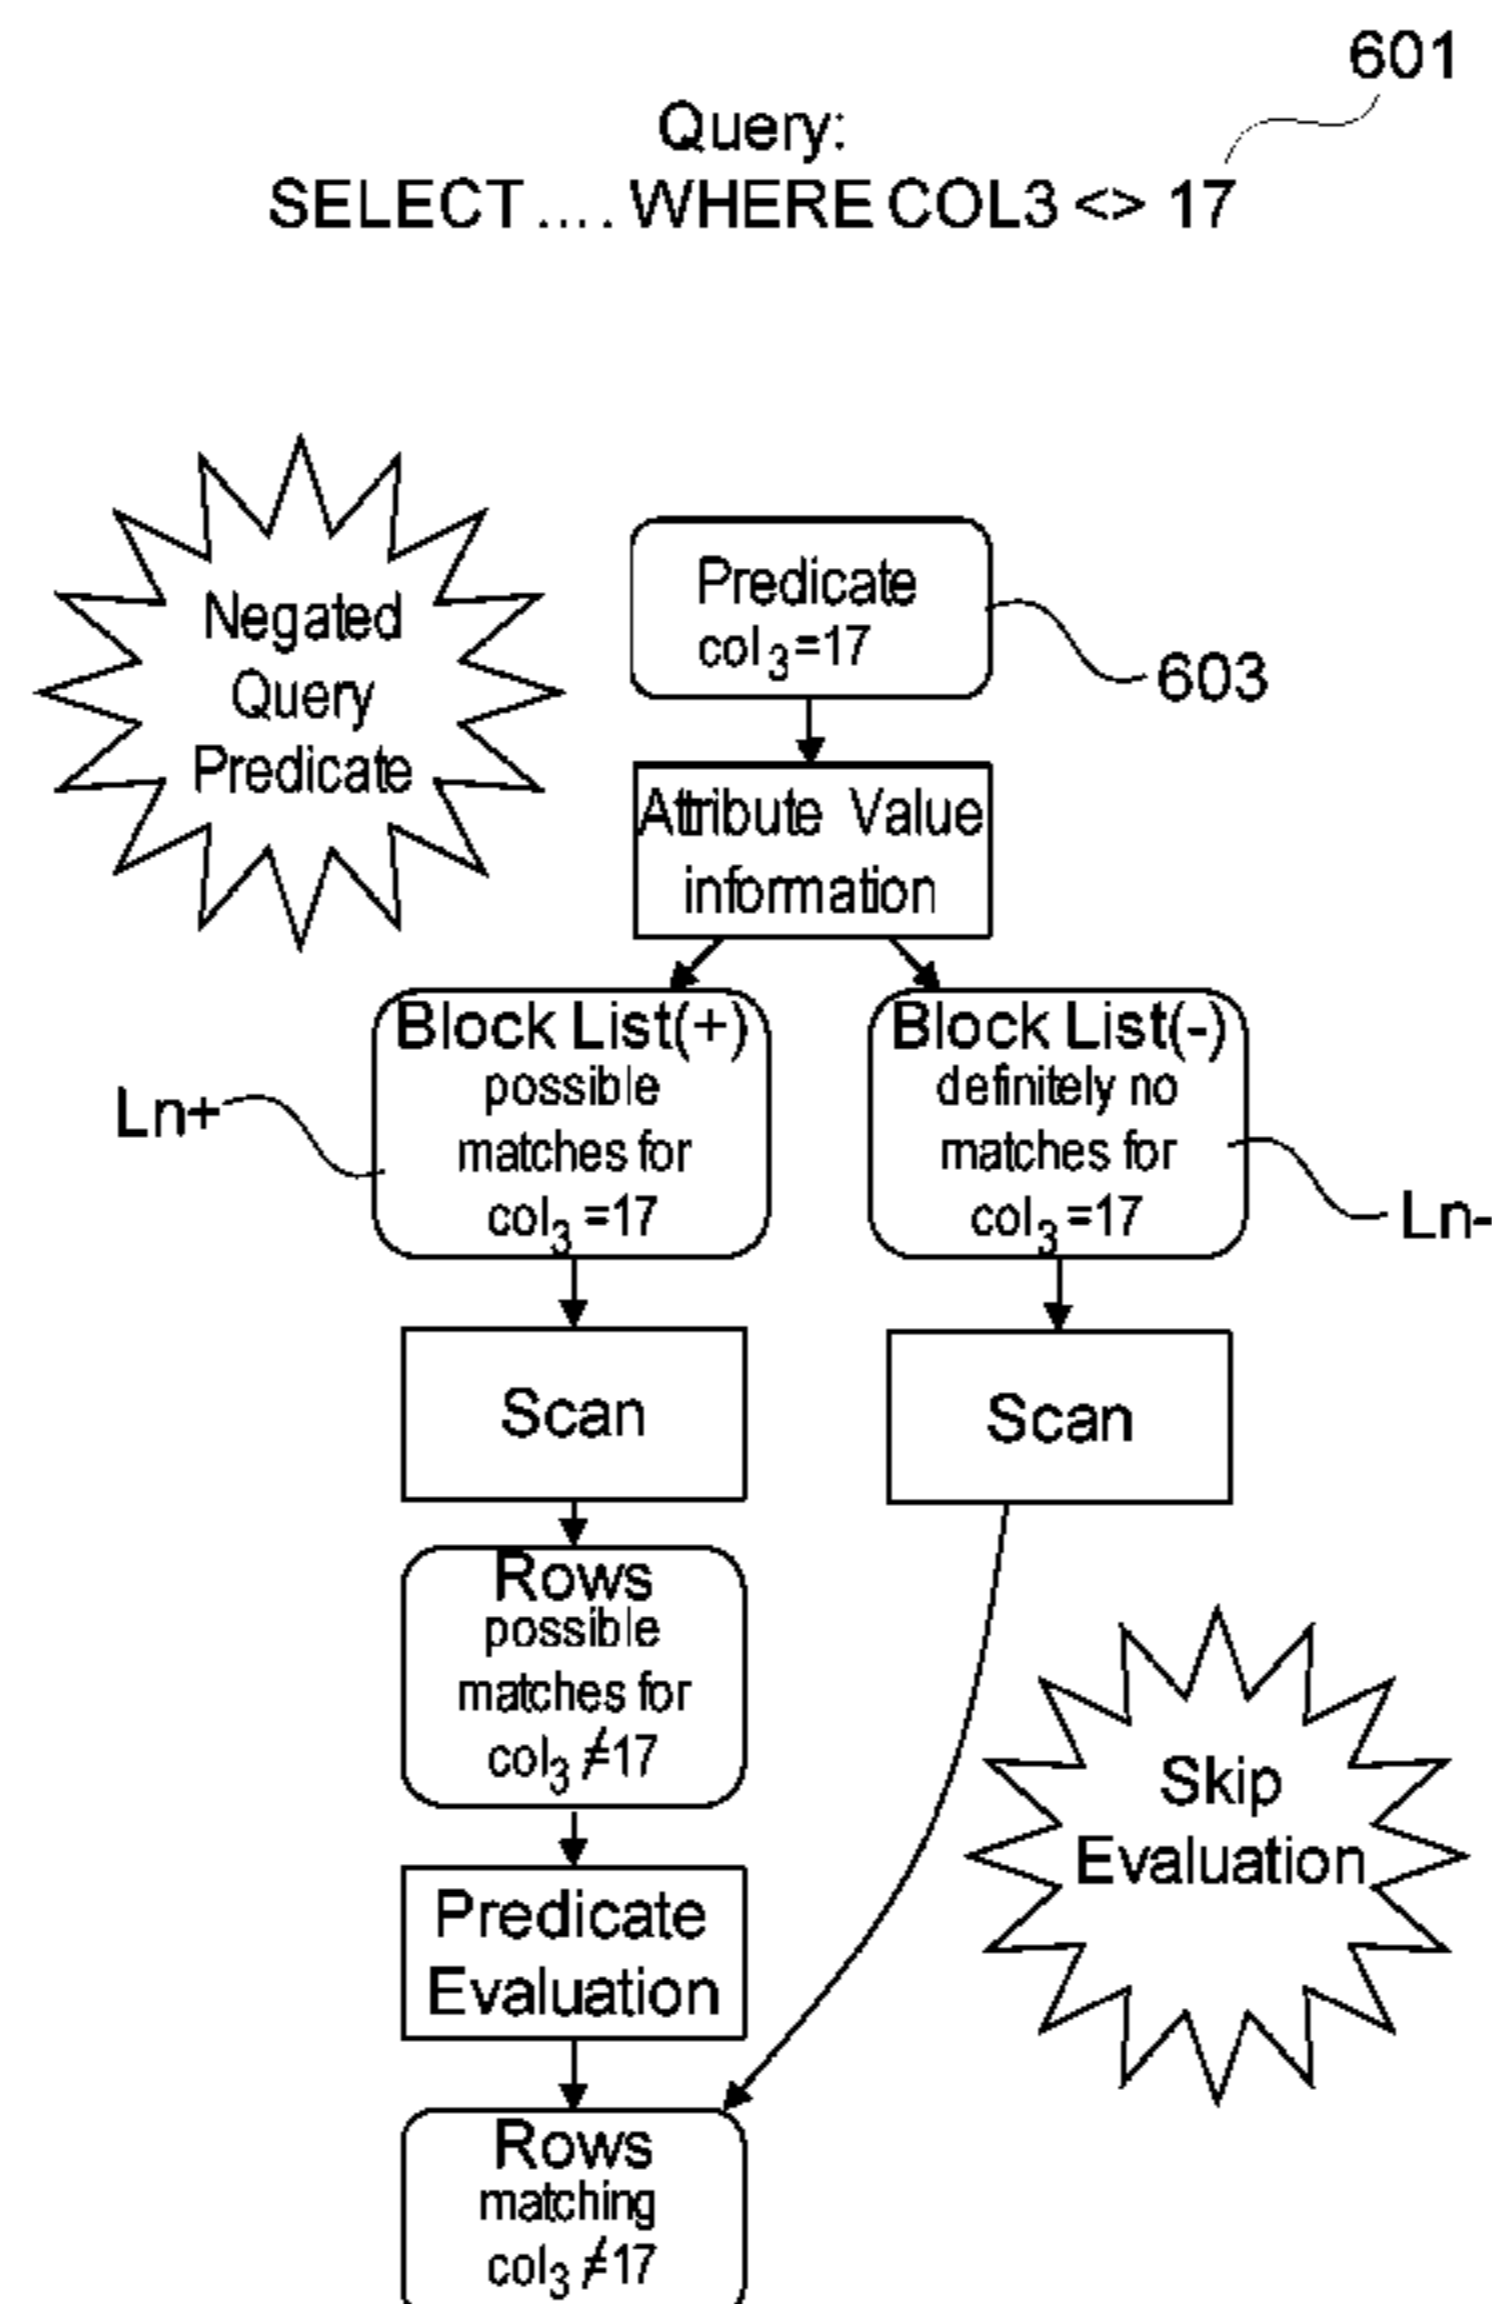 601
Query:
SELECT .... WHERE COL3 <> 17
Negated
Query
Predicate
Predicate
col3=17
603
Attribute Value
information
Block List(+)
possible
matches for
col3=17
Ln+
Block List(-)
definitely no
matches for
col3=17
Ln-
Scan
Scan
Rows
possible
matches for
col3≠17
Skip
Evaluation
Predicate
Evaluation
Rows
matching
col3≠17